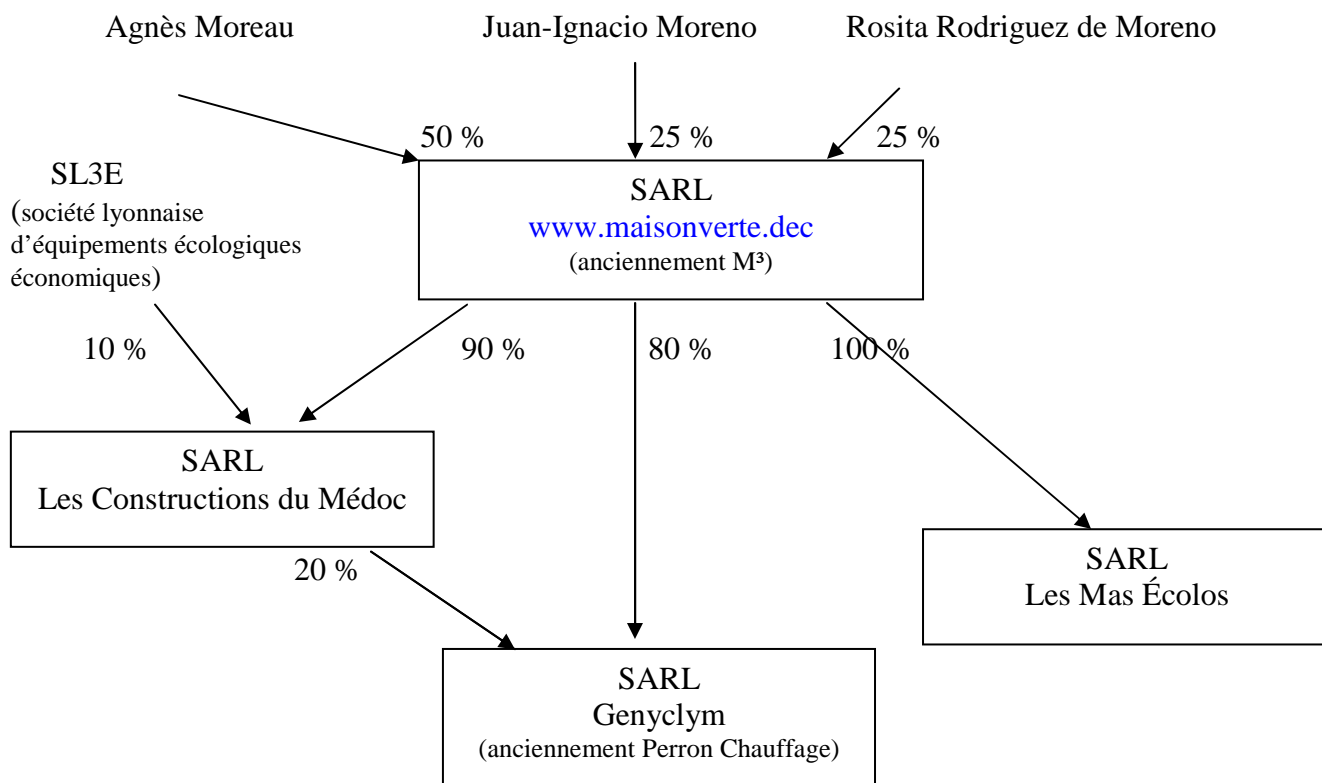 Agnès Moreau
Juan-Ignacio Moreno
Rosita Rodriguez de Moreno
50 %
25 %
25 %
SL3E
(société lyonnaise
d'équipements écologiques
économiques)
SARL
www.maisonverte.dec
(anciennement M³)
10 %
90 %
80 %
100 %
SARL
Les Constructions du Médoc
20 %
SARL
Les Mas Écolos
SARL
Genyclym
(anciennement Perron Chauffage)